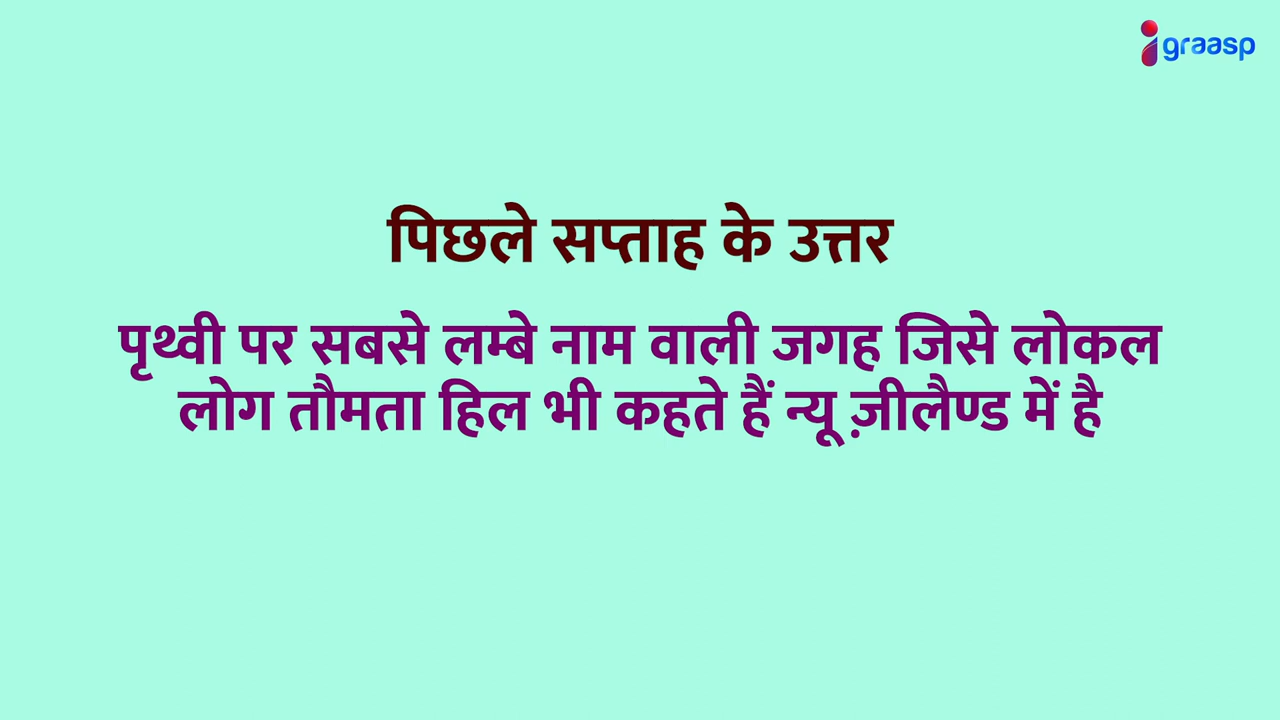 graasp
पिछले सप्ताह के उत्तर
पृथ्वी पर सबसे लम्बे नाम वाली जगह जिसे लोकल
लोग तौमता हिल भी कहते हैं न्यू ज़ीलैण्ड में है